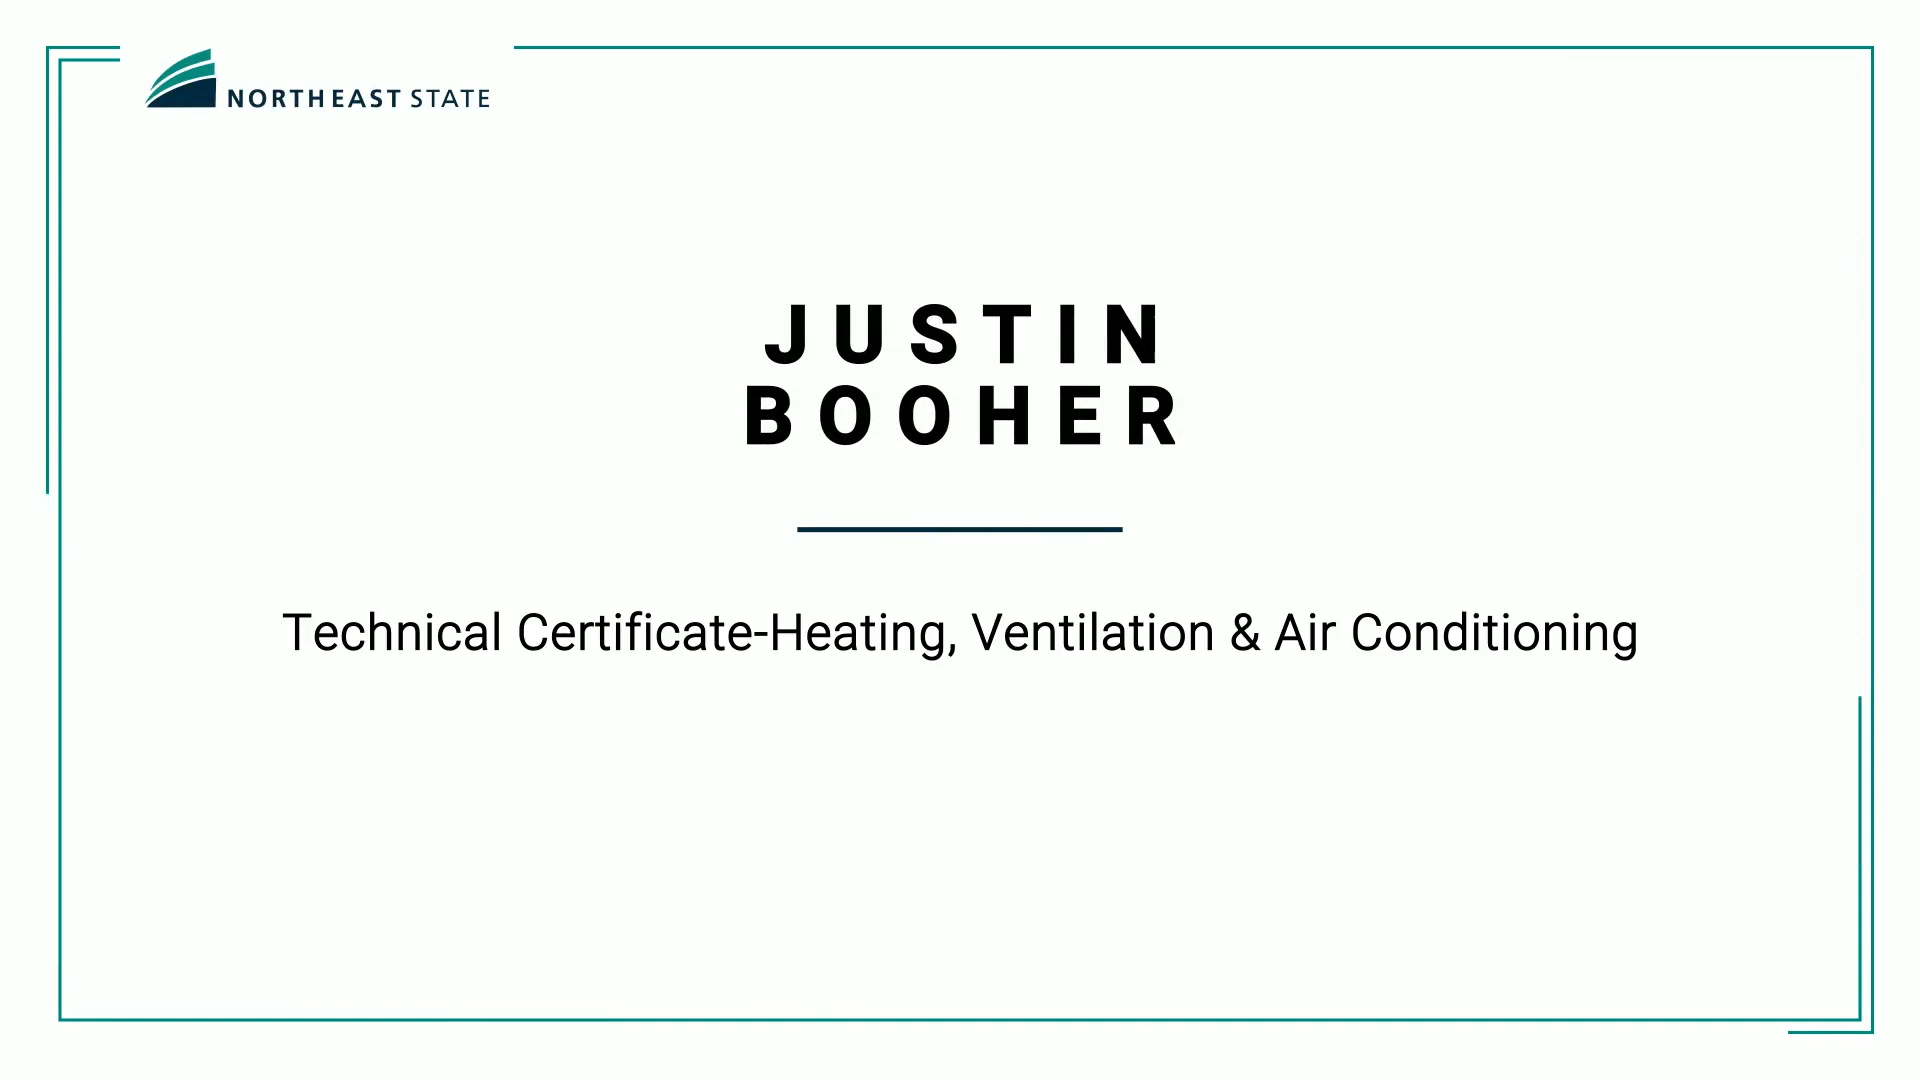 NORTHEAST STATE
JUSTIN
BOOHER
Technical Certificate-Heating, Ventilation & Air Conditioning